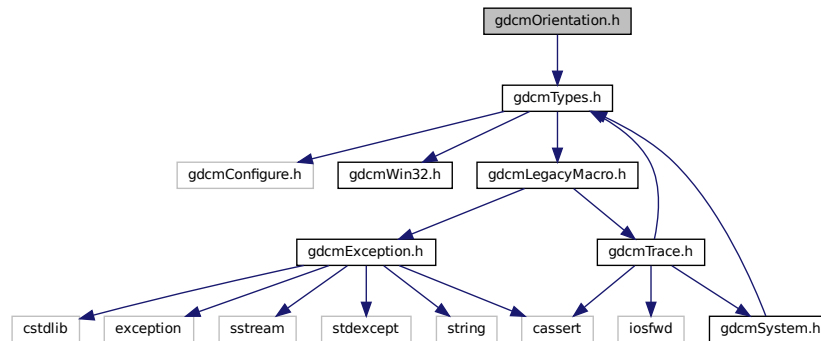 gdcmOrientation.h
gdcmTypes.h
gdcmConfigure.h
gdcmWin32.h
gdcmLegacyMacro.h
gdcmException.h
gdcmTrace.h
cstdlib
exception
sstream
stdexcept
string
cassert
iosfwd
gdcmSystem.h